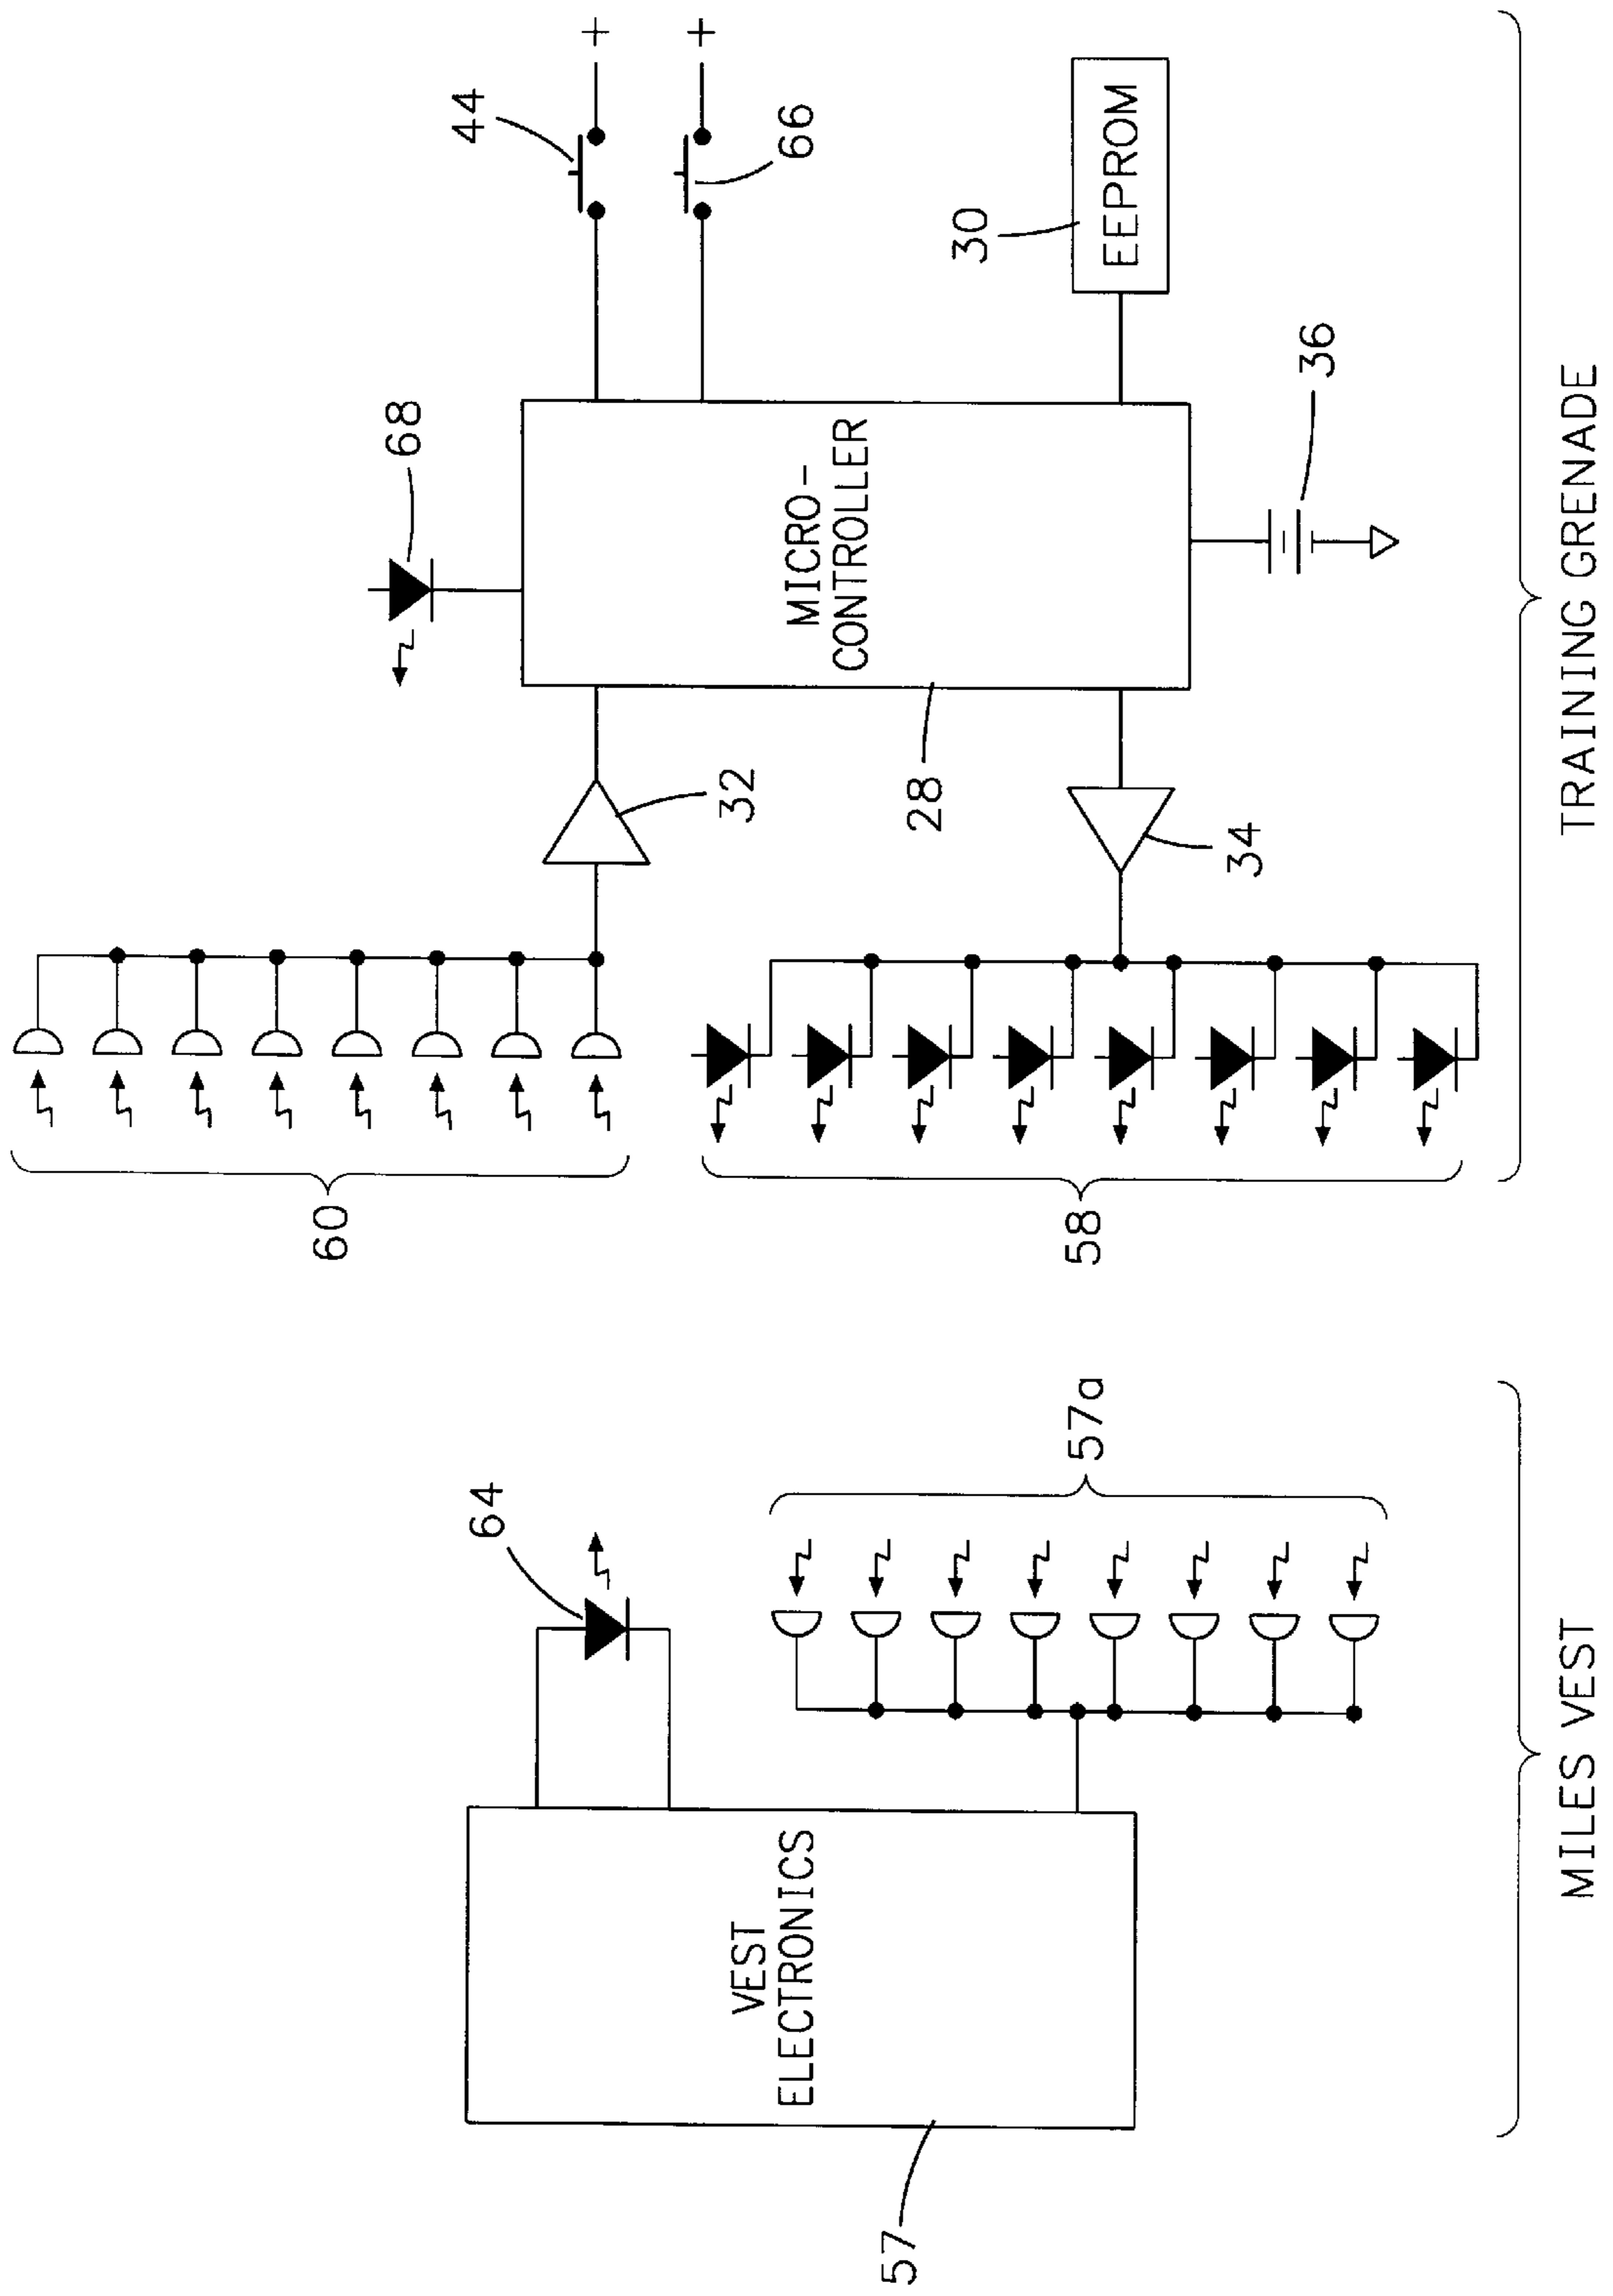 60
68
44
+
66
+
32
MICRO-
CONTROLLER
28
30
EEPROM
34
36
58
TRAINING GRENADE
64
57a
VEST
ELECTRONICS
57
MILES VEST